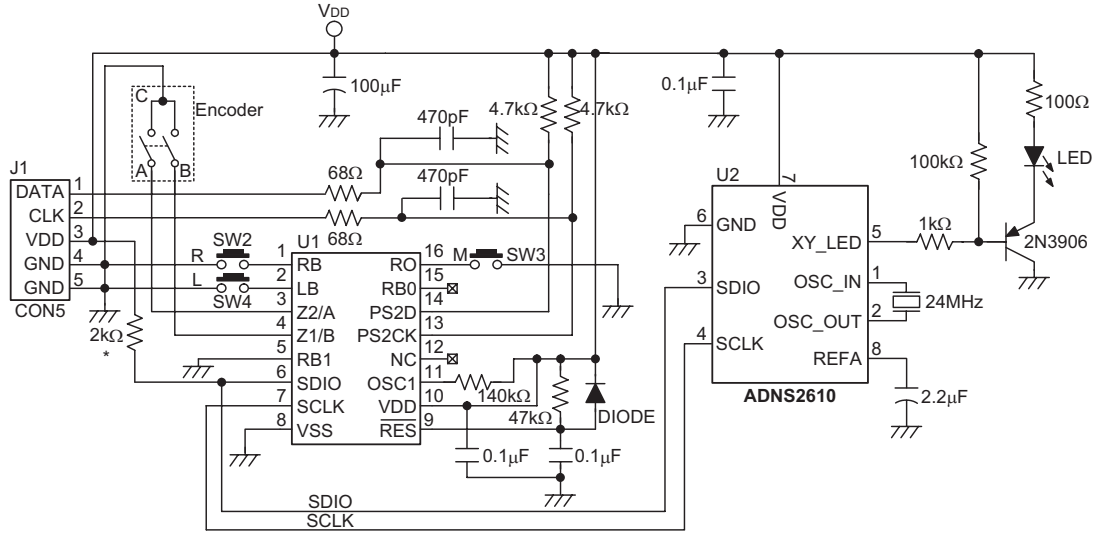 VDD
100μF
0.1μF
100Ω
C
Encoder
A B
470pF
4.7kΩ
4.7kΩ
LED
100kΩ
J1
DATA 1
CLK 2
VDD 3
GND 4
GND 5
CON5
68Ω
470pF
68Ω
2kΩ
*
R SW2
L SW4
U1
1 RB
2 LB
3 Z2/A
4 Z1/B
5 RB1
6 SDIO
7 SCLK
8 VSS
RO 16
RB0 15
PS2D 14
PS2CK 13
NC 12
OSC1 11
VDD 10
RES 9
M SW3
140kΩ
47kΩ
DIODE
0.1μF
0.1μF
SDIO
SCLK
U2
7
VDD
6 GND
3 SDIO
4 SCLK
XY_LED 5
OSC_IN 1
OSC_OUT 2
REFA 8
ADNS2610
1kΩ
2N3906
24MHz
2.2μF